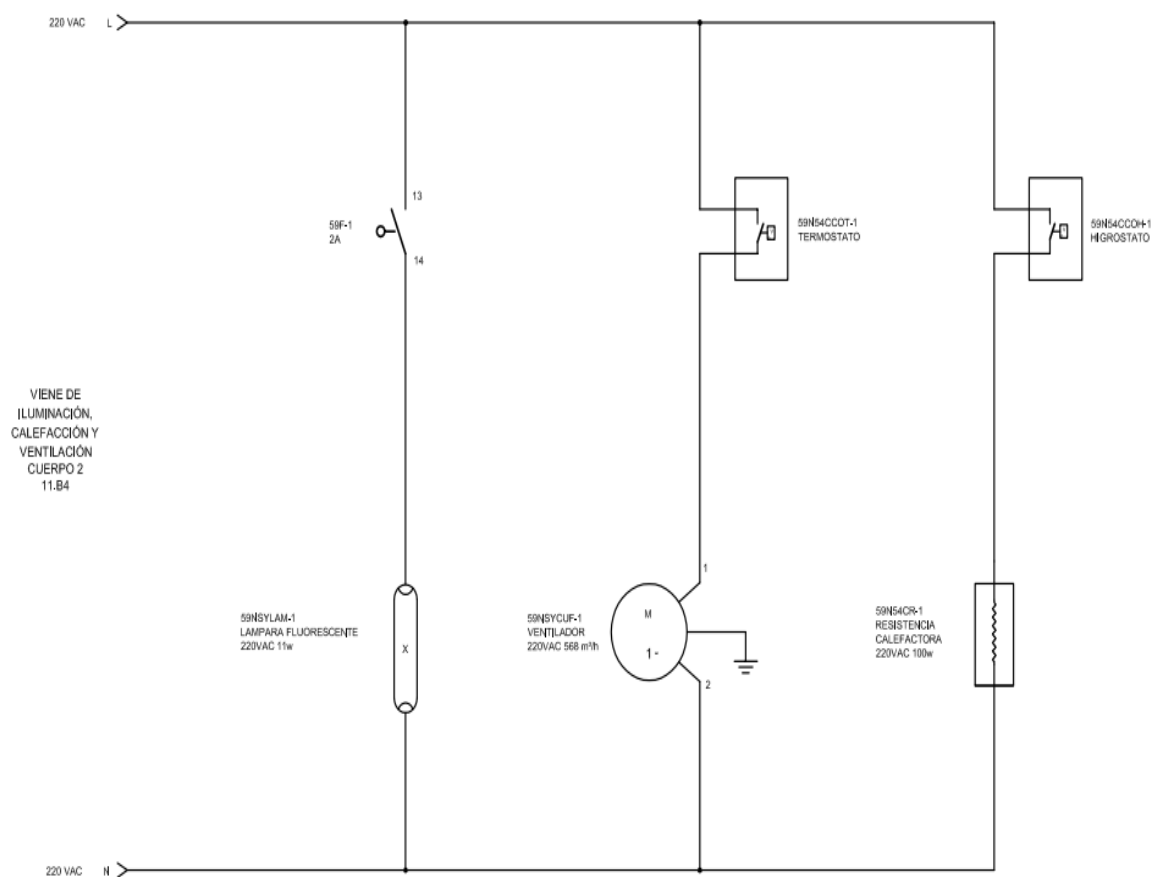 220 VAC L
13
59F-1
2A
14
59N54CCOT-1
TERMOSTATO
59N54CCOH-1
HIGROSTATO
VIENE DE
ILUMINACIÓN,
CALEFACCIÓN Y
VENTILACIÓN
CUERPO 2
11.B4
59NSYLAM-1
LAMPARA FLUORESCENTE
220VAC 11w
X
59NSYCUF-1
VENTILADOR
220VAC 568 m³/h
1
M
1~
2
59N54CR-1
RESISTENCIA
CALEFACTORA
220VAC 100w
220 VAC N